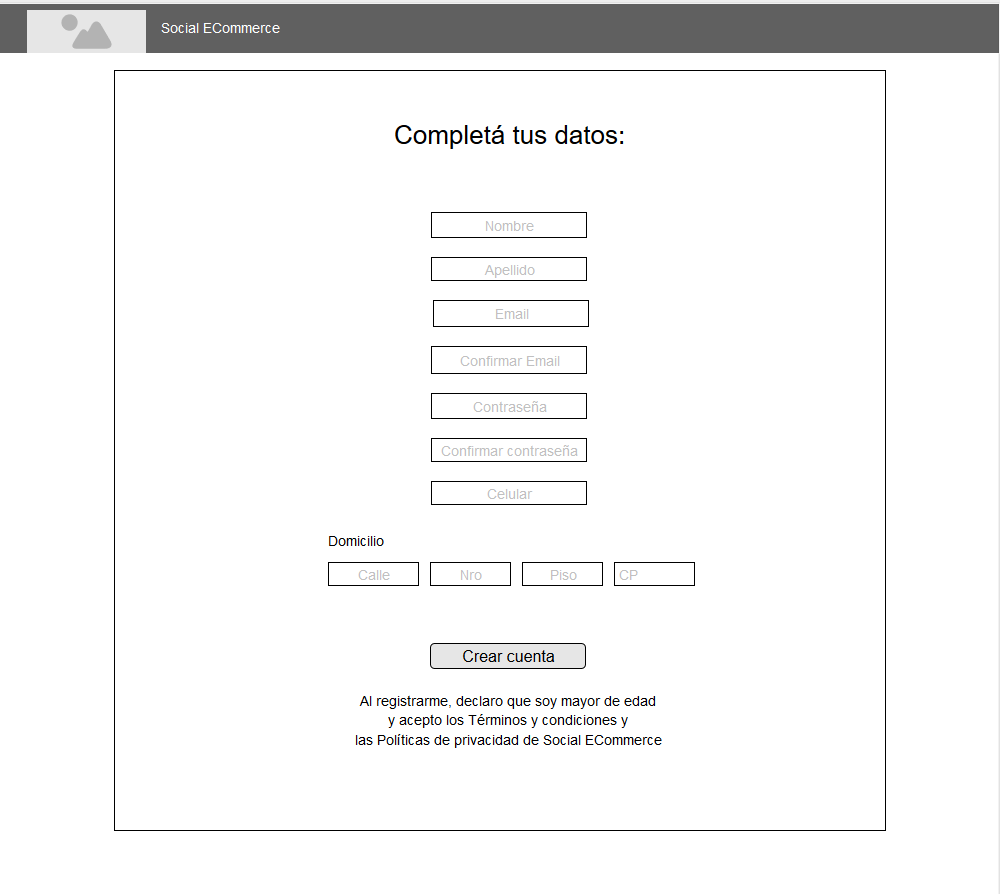 Social ECommerce
Completá tus datos:
Nombre
Apellido
Email
Confirmar Email
Contraseña
Confirmar contraseña
Celular
Domicilio
Calle Nro Piso CP
Crear cuenta
Al registrarme, declaro que soy mayor de edad
y acepto los Términos y condiciones y
las Políticas de privacidad de Social ECommerce